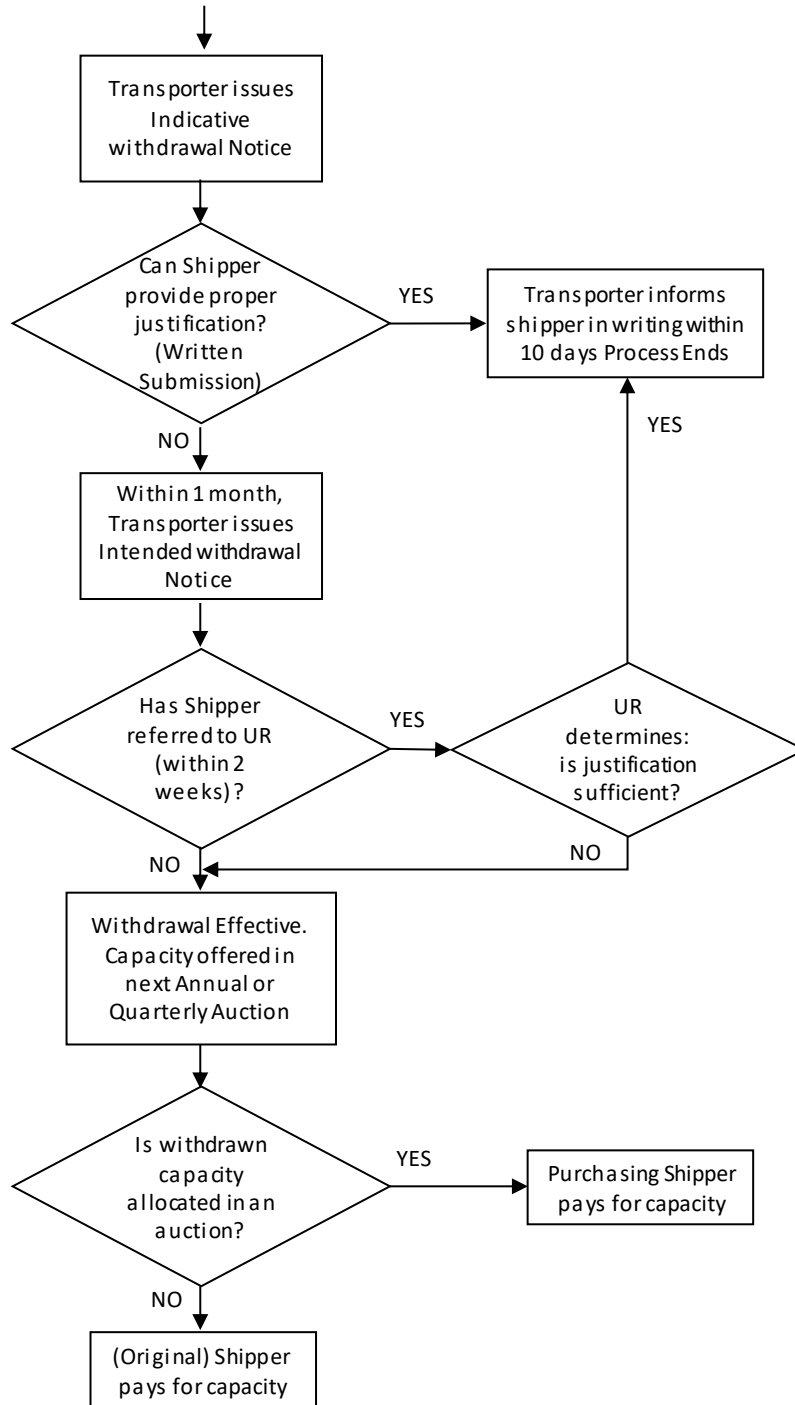 Transporter issues
Indicative
withdrawal Notice
Can Shipper
provide proper
justification?
(Written
Submission)
YES
Transporter informs
shipper in writing within
10 days Process Ends
NO
YES
Within 1 month,
Transporter issues
Intended withdrawal
Notice
Has Shipper
referred to UR
(within 2
weeks)?
YES
UR
determines:
is justification
sufficient?
NO
NO
Withdrawal Effective.
Capacity offered in
next Annual or
Quarterly Auction
Is withdrawn
capacity
allocated in an
auction?
YES
Purchasing Shipper
pays for capacity
NO
(Original) Shipper
pays for capacity